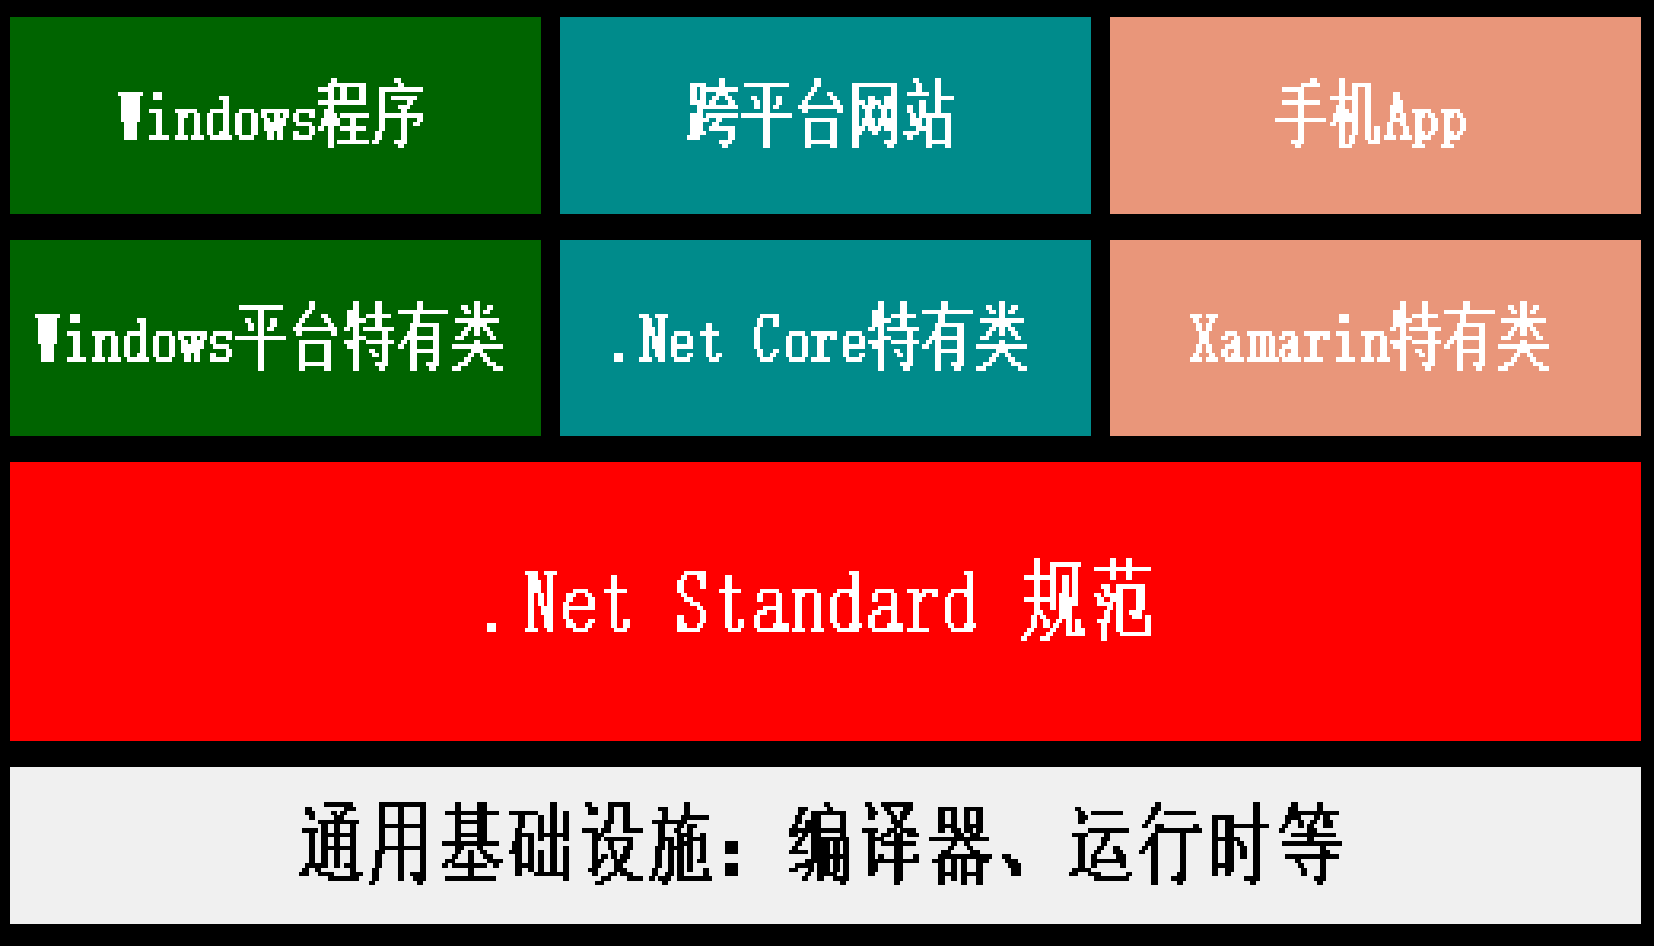 Windows程序
跨平台网站
手机App
Windows平台特有类
.Net Core特有类
Xamarin特有类
.Net Standard 规范
通用基础设施：编译器、运行时等